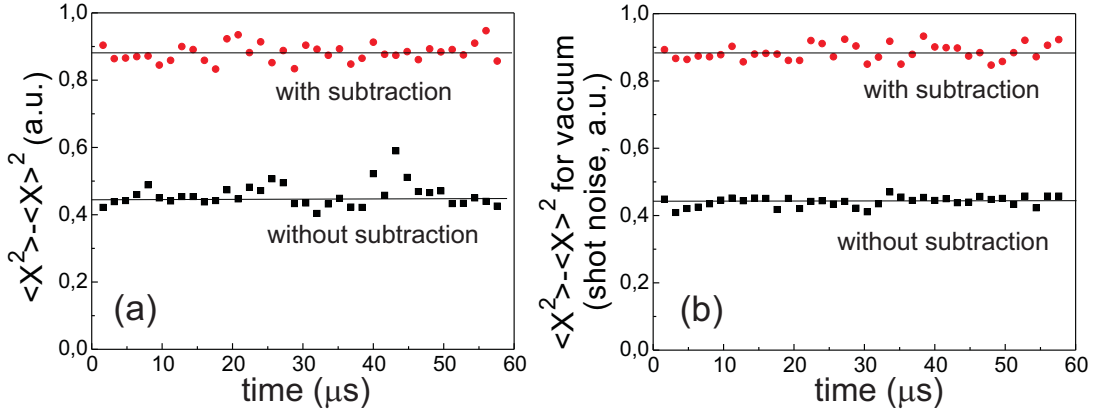 <X²>-<X>² (a.u.)
1,0
0,8
0,6
0,4
0,2
0,0
with subtraction
without subtraction
(a)
0 10 20 30 40 50 60
time (μs)
<X²>-<X>² for vacuum
(shot noise, a.u.)
1,0
0,8
0,6
0,4
0,2
0,0
with subtraction
without subtraction
(b)
0 10 20 30 40 50 60
time (μs)